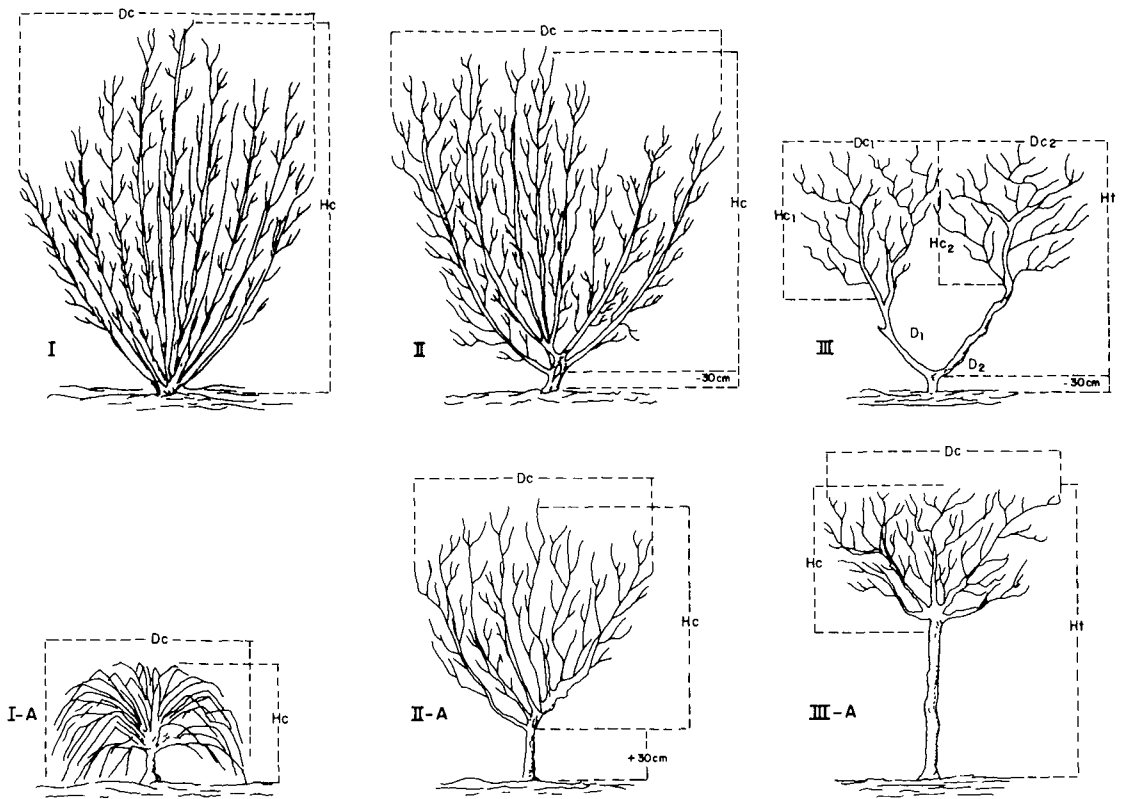 Dc
Hc
I
Dc
Hc
II
-30cm
Dc₁
Dc₂
Hc₁
Hc₂
Ht
D₁
D₂
III
-30cm
Dc
Hc
I-A
Dc
Hc
II-A
+30cm
Dc
Hc
Ht
III-A